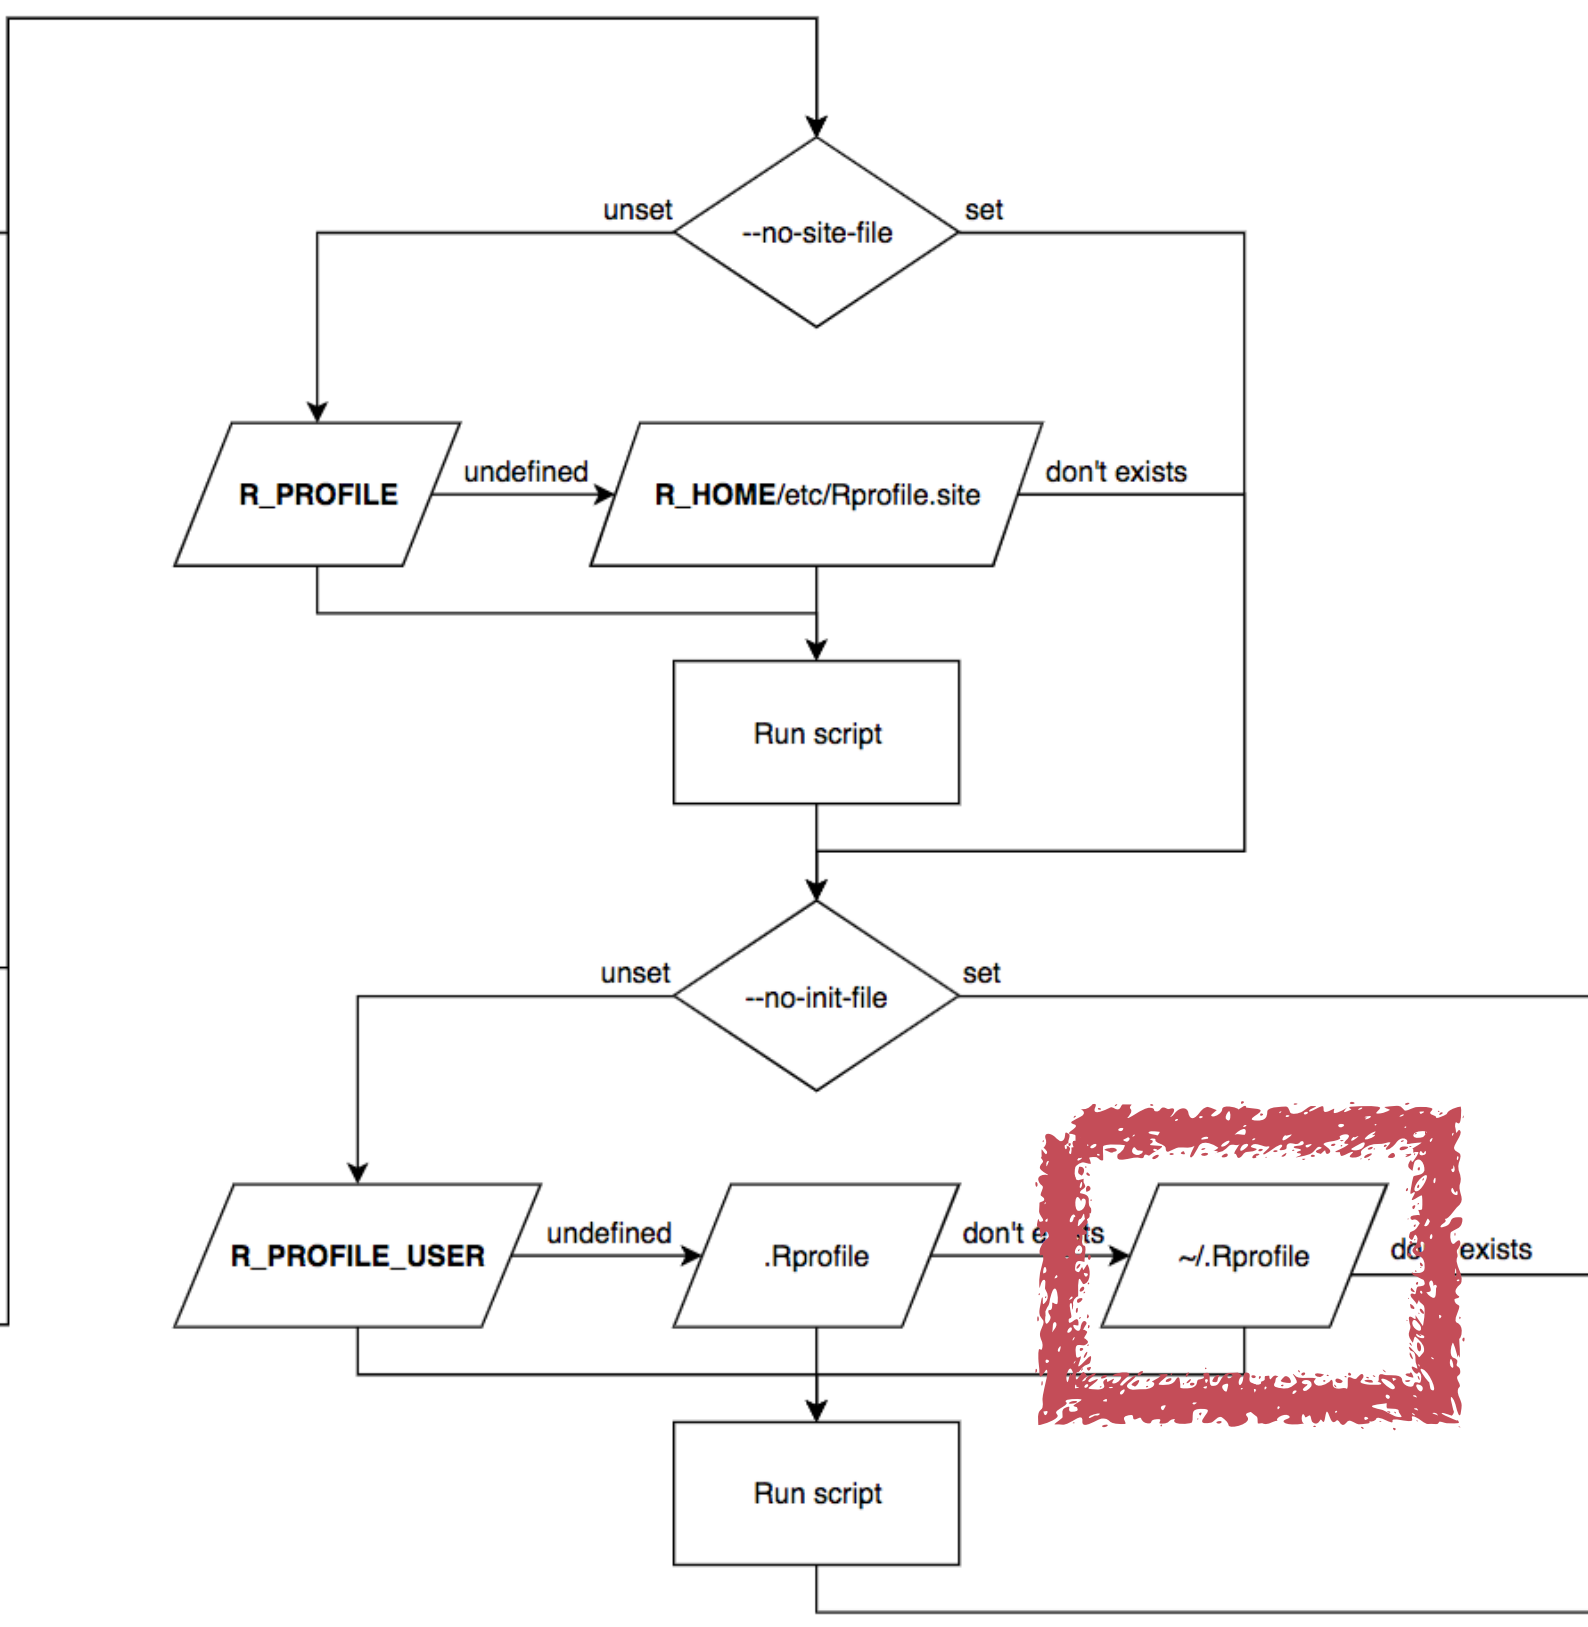 unset
set
--no-site-file
R_PROFILE
undefined
R_HOME/etc/Rprofile.site
don't exists
Run script
unset
set
--no-init-file
R_PROFILE_USER
undefined
.Rprofile
don't
~/.Rprofile
exists
Run script